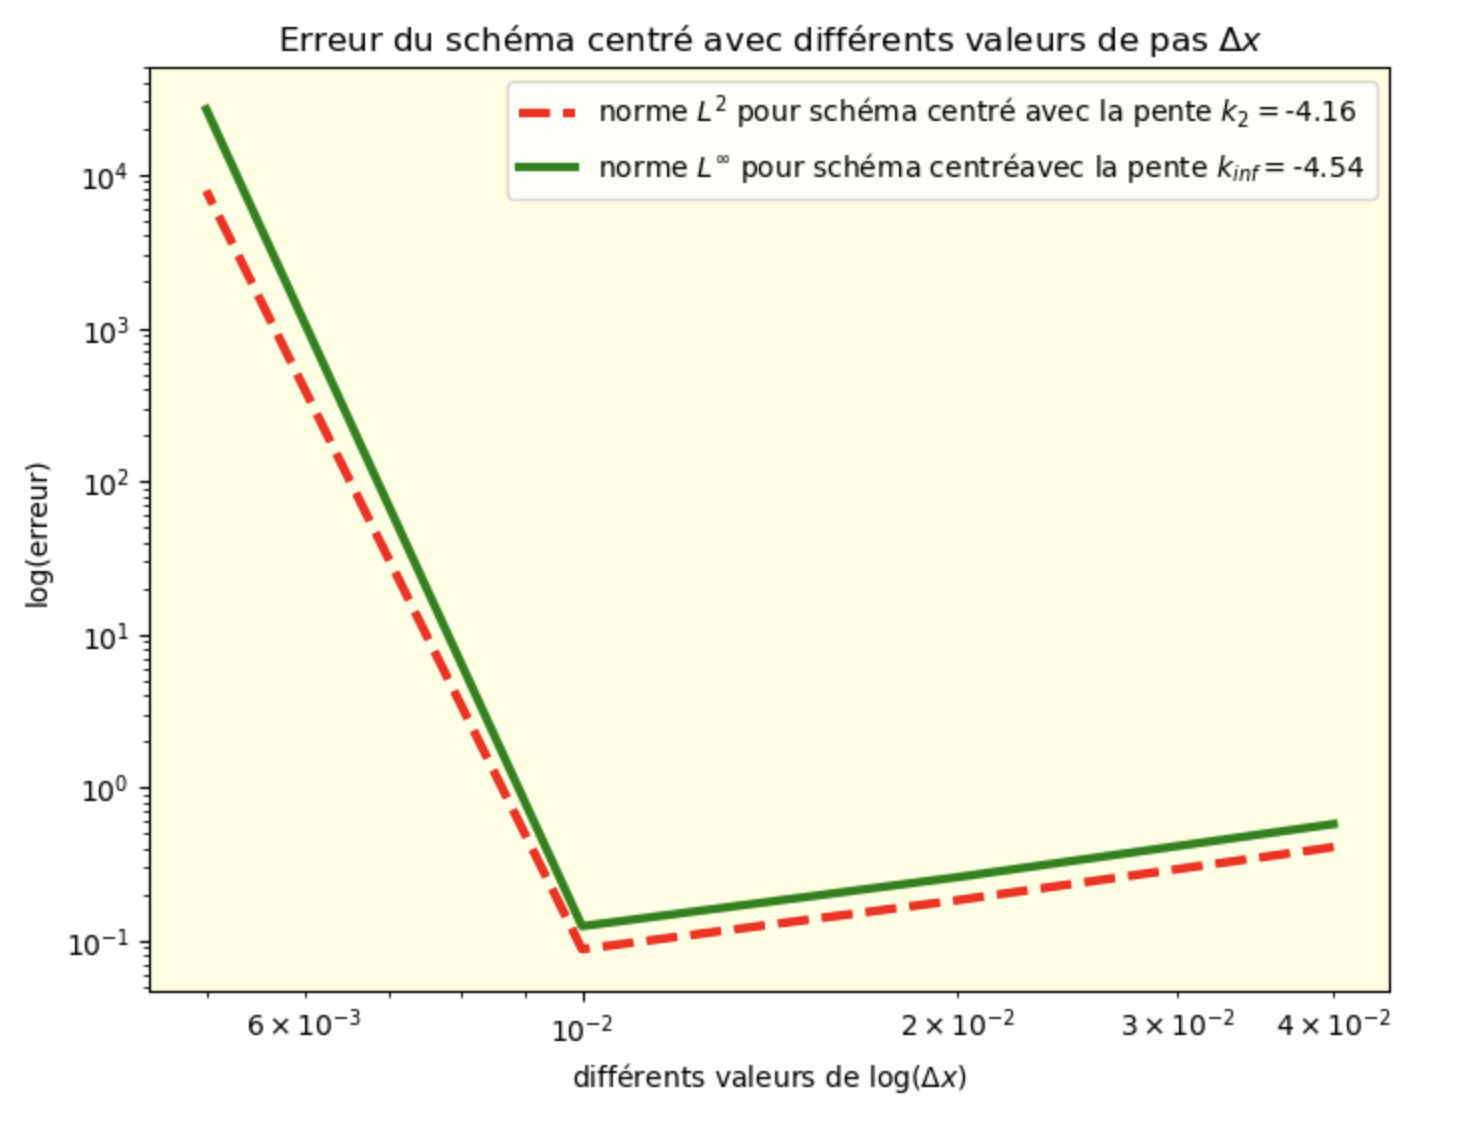 Erreur du schéma centré avec différents valeurs de pas Δx
norme L² pour schéma centré avec la pente k₂ = -4.16
norme L^∞ pour schéma centréavec la pente k_inf = -4.54
10⁴
10³
10²
10¹
10⁰
10⁻¹
log(erreur)
6 × 10⁻³
10⁻²
2 × 10⁻²
3 × 10⁻²
4 × 10⁻²
différents valeurs de log(Δx)